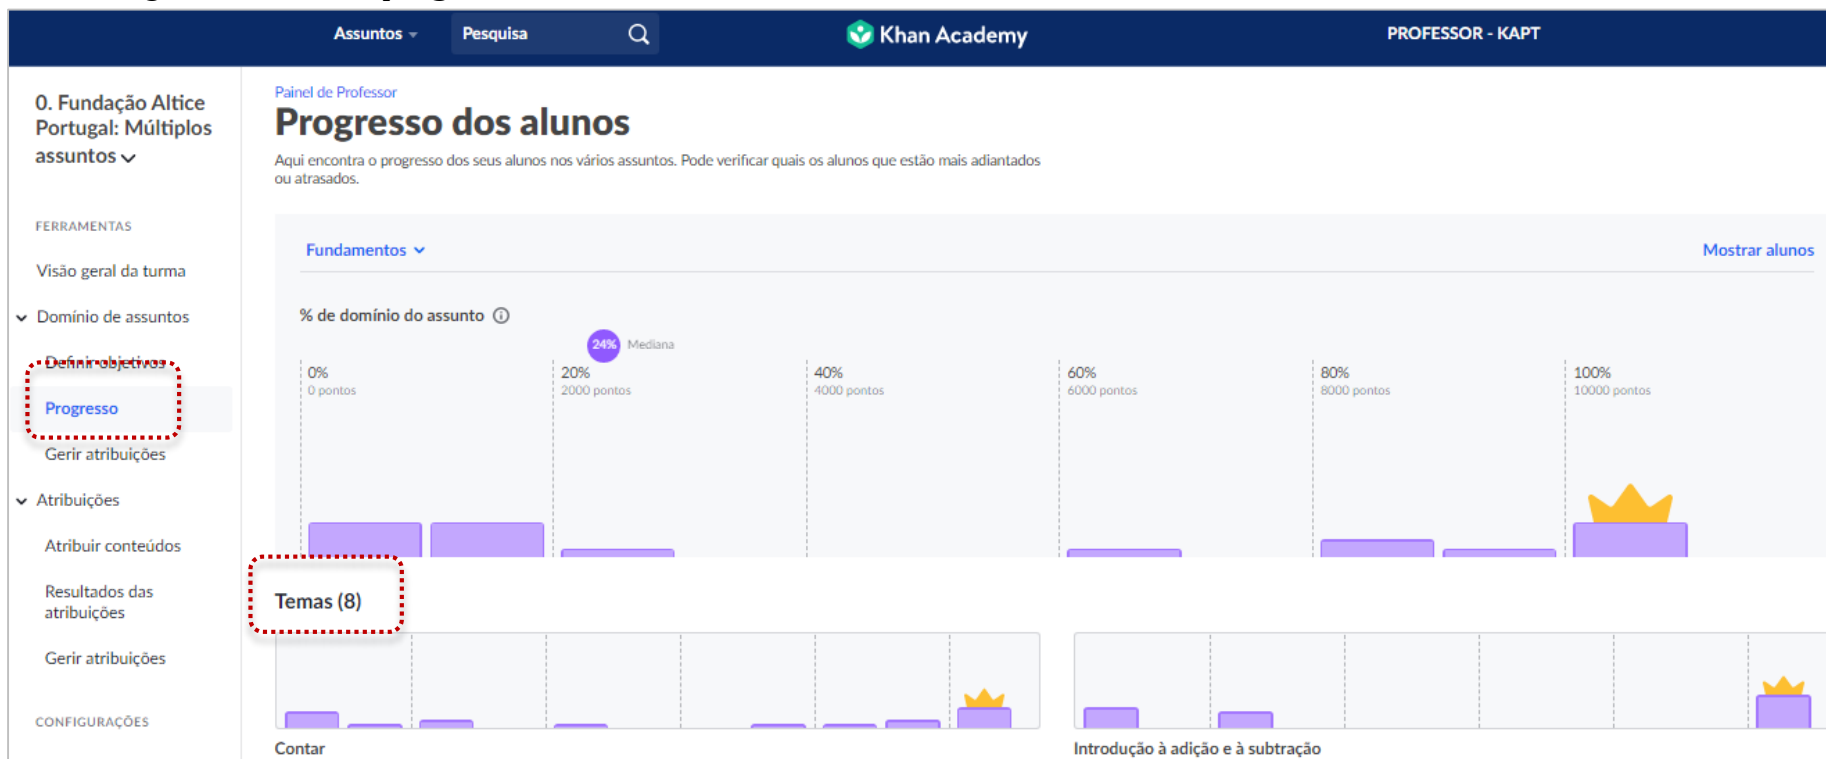 Assuntos
Pesquisa
Khan Academy
PROFESSOR - KAPT
0. Fundação Altice
Portugal: Múltiplos
assuntos
FERRAMENTAS
Visão geral da turma
Domínio de assuntos
Definir objetivos
Progresso
Gerir atribuições
Atribuições
Atribuir conteúdos
Resultados das
atribuições
Gerir atribuições
CONFIGURAÇÕES
Painel de Professor
Progresso dos alunos
Aqui encontra o progresso dos seus alunos nos vários assuntos. Pode verificar quais os alunos que estão mais adiantados
ou atrasados.
Fundamentos
Mostrar alunos
% de domínio do assunto
24% Mediana
0% 20% 40% 60% 80% 100%
0 pontos 2000 pontos 4000 pontos 6000 pontos 8000 pontos 10000 pontos
Temas (8)
Contar
Introdução à adição e à subtração